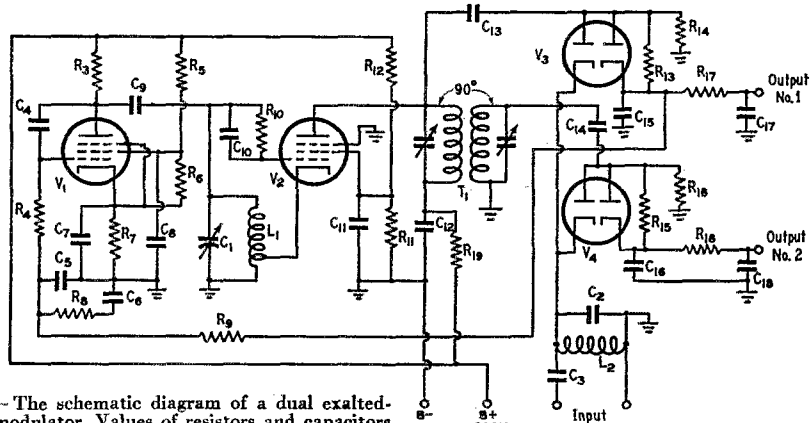 C13
R14
V3
R3
R5
R12
90°
R13
R17
Output
No.1
C9
C4
R10
C10
C14
C15
C17
V1
V2
R6
T1
R16
R4
C7
R7
C8
C1
L1
C11
R11
C12
R19
R15
V4
R18
Output
No.2
C16
C18
C5
C6
R8
R9
C2
L2
C3
- The schematic diagram of a dual exalted-
modulator. Values of resistors and capacitors
B-
B+
Input